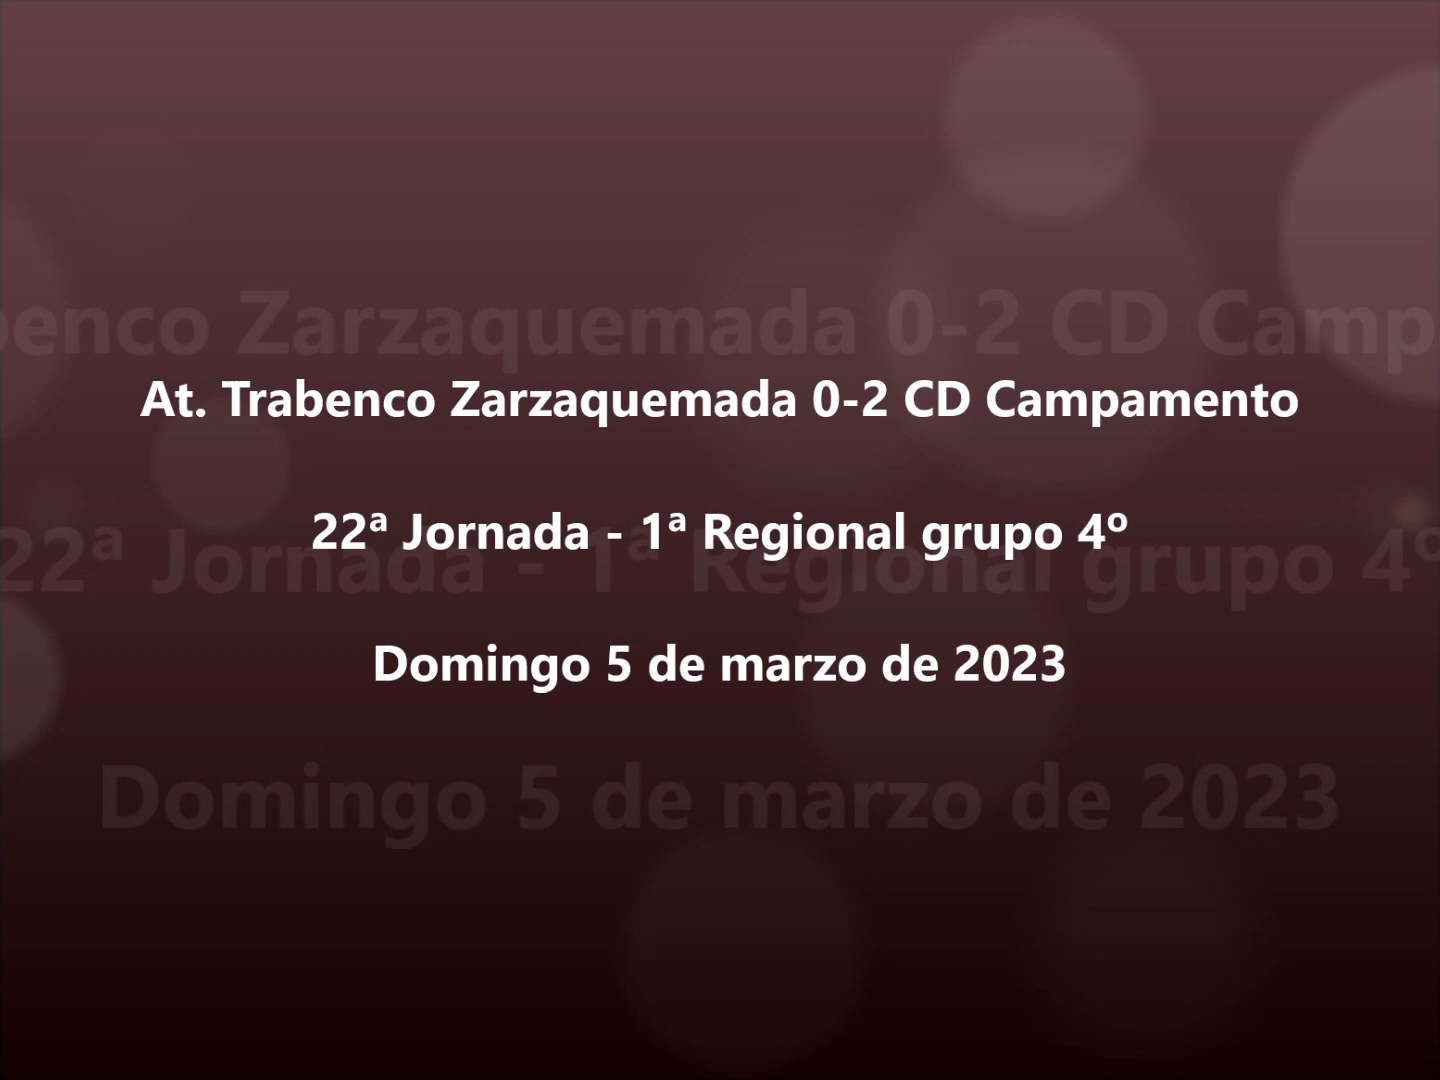 At. Trabenco Zarzaquemada 0-2 CD Campamento
22ª Jornada - 1ª Regional grupo 4º
Domingo 5 de marzo de 2023